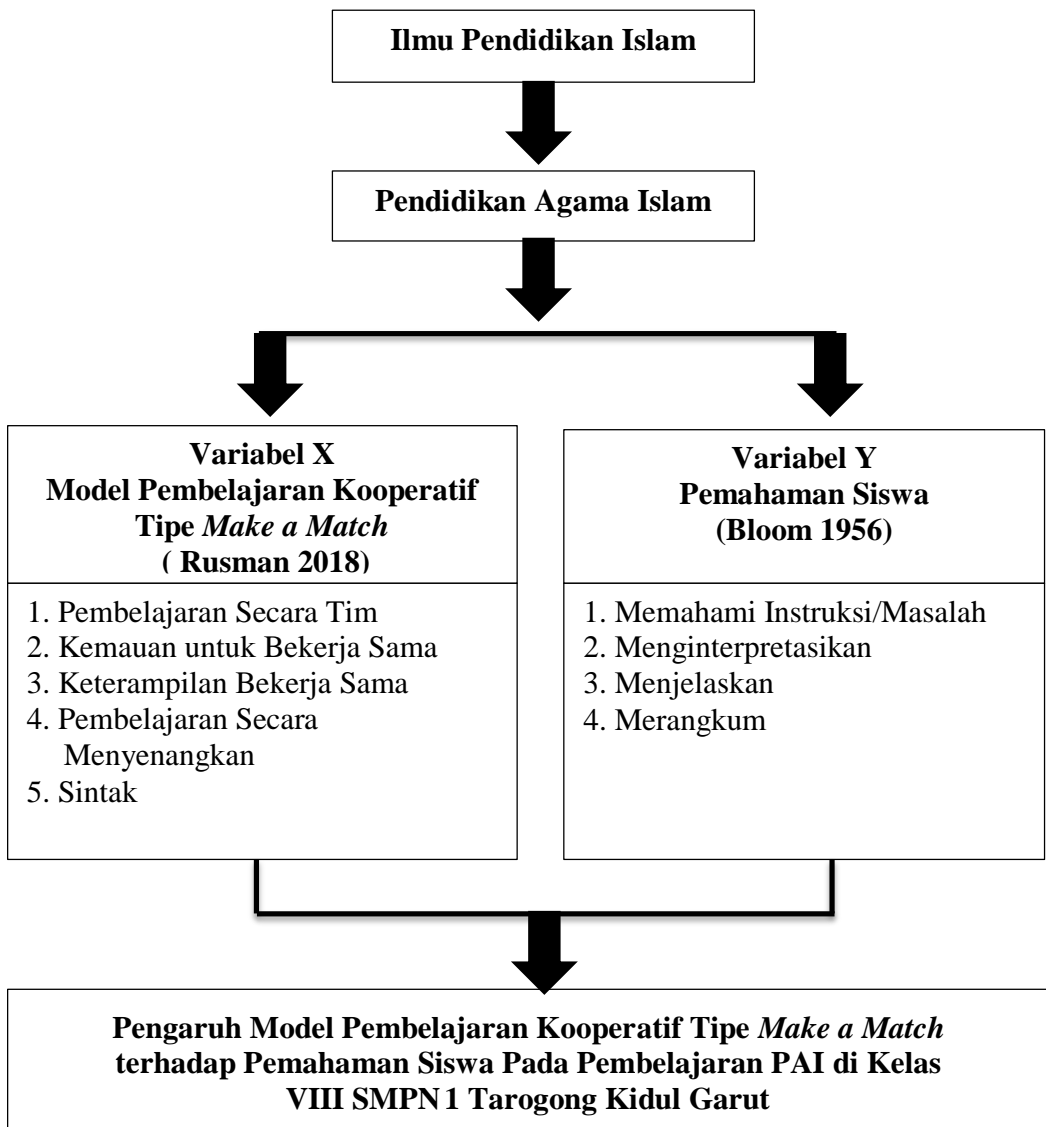 Ilmu Pendidikan Islam
Pendidikan Agama Islam
Variabel X
Model Pembelajaran Kooperatif
Tipe Make a Match
( Rusman 2018)
1. Pembelajaran Secara Tim
2. Kemauan untuk Bekerja Sama
3. Keterampilan Bekerja Sama
4. Pembelajaran Secara
Menyenangkan
5. Sintak
Variabel Y
Pemahaman Siswa
(Bloom 1956)
1. Memahami Instruksi/Masalah
2. Menginterpretasikan
3. Menjelaskan
4. Merangkum
Pengaruh Model Pembelajaran Kooperatif Tipe Make a Match
terhadap Pemahaman Siswa Pada Pembelajaran PAI di Kelas
VIII SMPN 1 Tarogong Kidul Garut